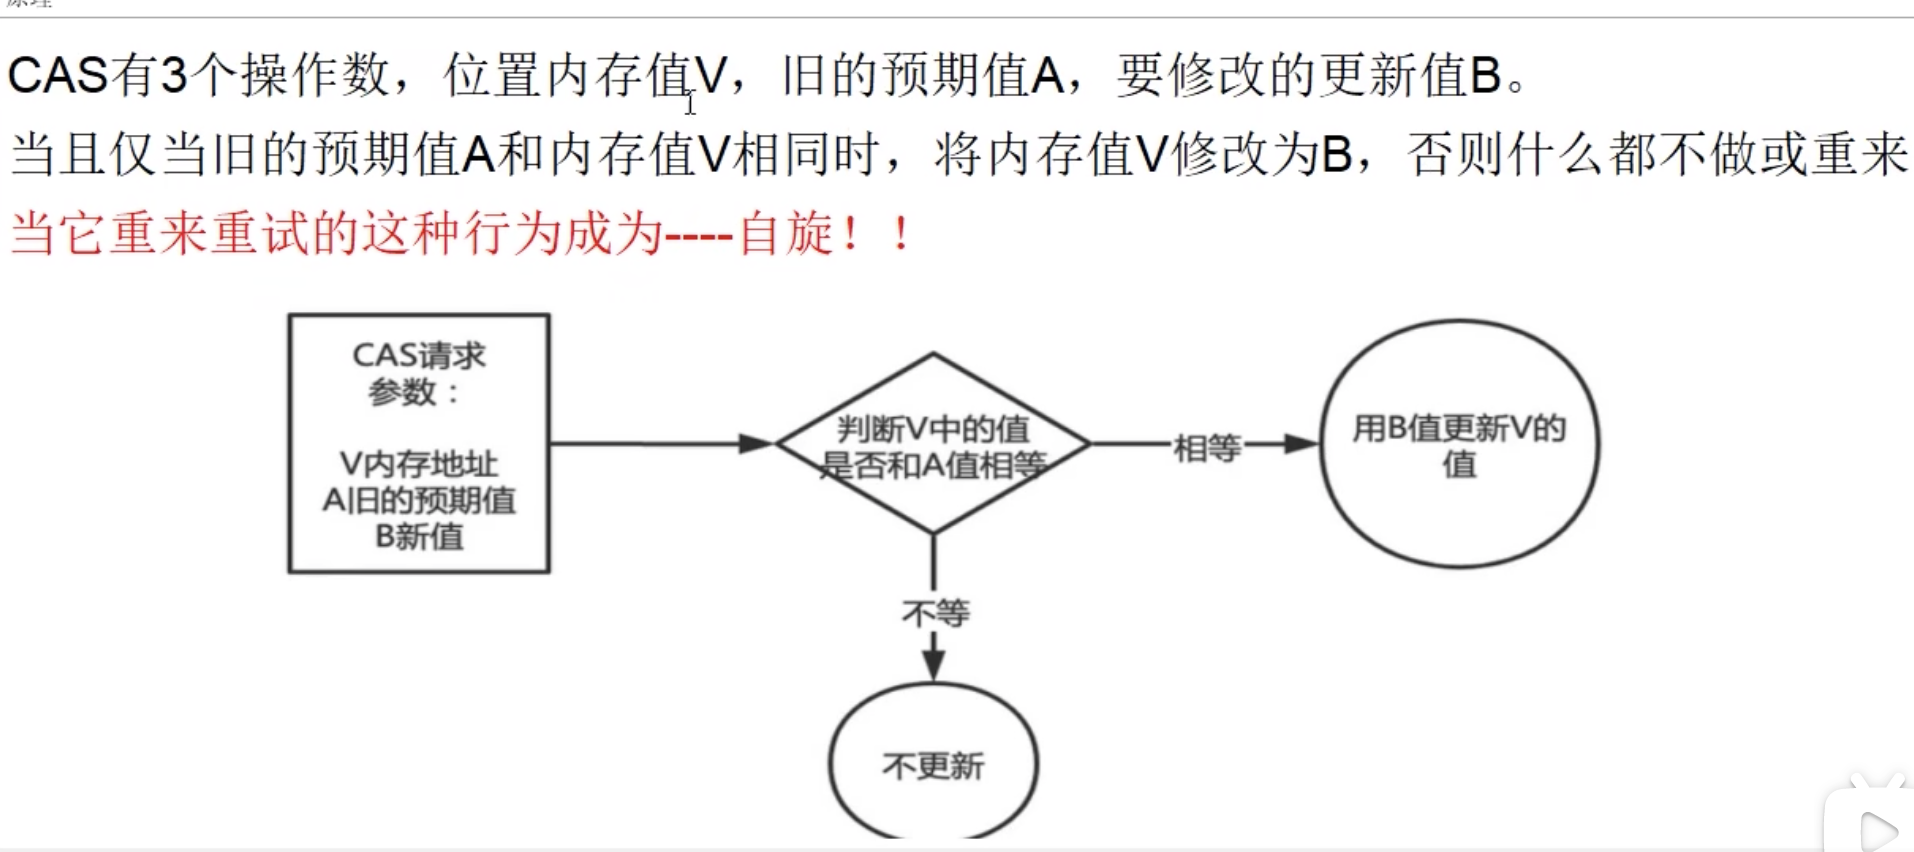 原理
CAS有3个操作数，位置内存值V，旧的预期值A，要修改的更新值B。
当且仅当旧的预期值A和内存值V相同时，将内存值V修改为B，否则什么都不做或重来
当它重来重试的这种行为成为----自旋！！
CAS请求
参数：
V内存地址
A旧的预期值
B新值
判断V中的值
是否和A值相等
相等
用B值更新V的
值
不等
不更新